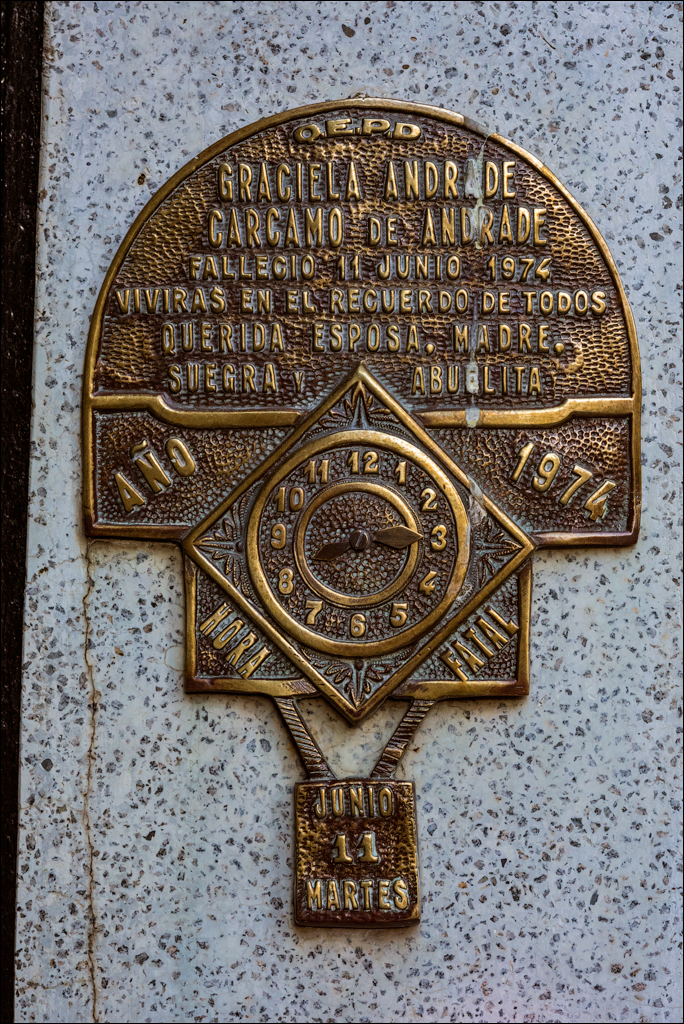 Q.E.P.D
GRACIELA ANDRADE
CARCAMO DE ANDRADE
FALLECIO 11 JUNIO 1974
VIVIRAS EN EL RECUERDO DE TODOS
QUERIDA ESPOSA, MADRE,
SUEGRA Y ABUELITA
AÑO 1974
12
11 1
10 2
9 3
8 4
7 5
6
HORA FATAL
JUNIO
11
MARTES